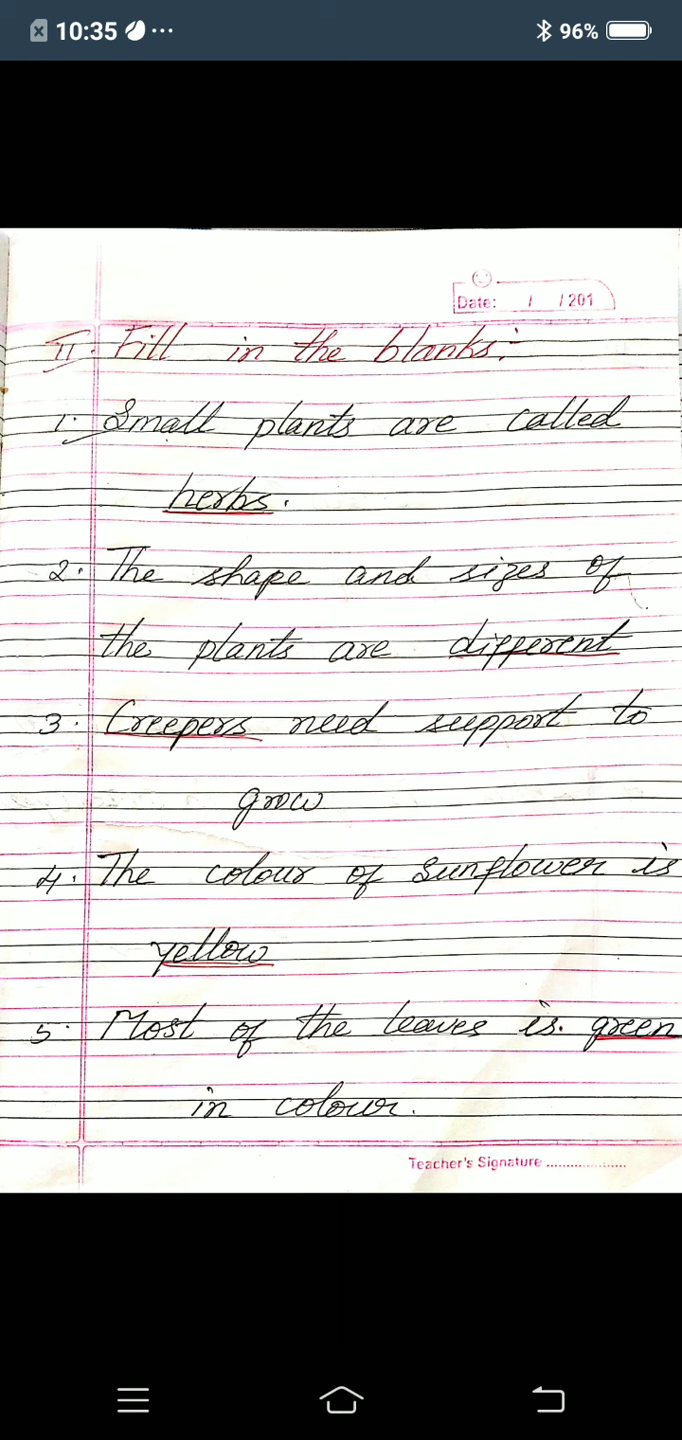 10:35 ...
96%
Date: / / 201
II. Fill in the blanks:-
1. Small plants are called
herbs.
2. The shape and sizes of
the plants are different
3. Creepers need support to
grow
4. The colour of sunflower is
yellow
5. Most of the leaves is. green
in colour.
Teacher's Signature ....................